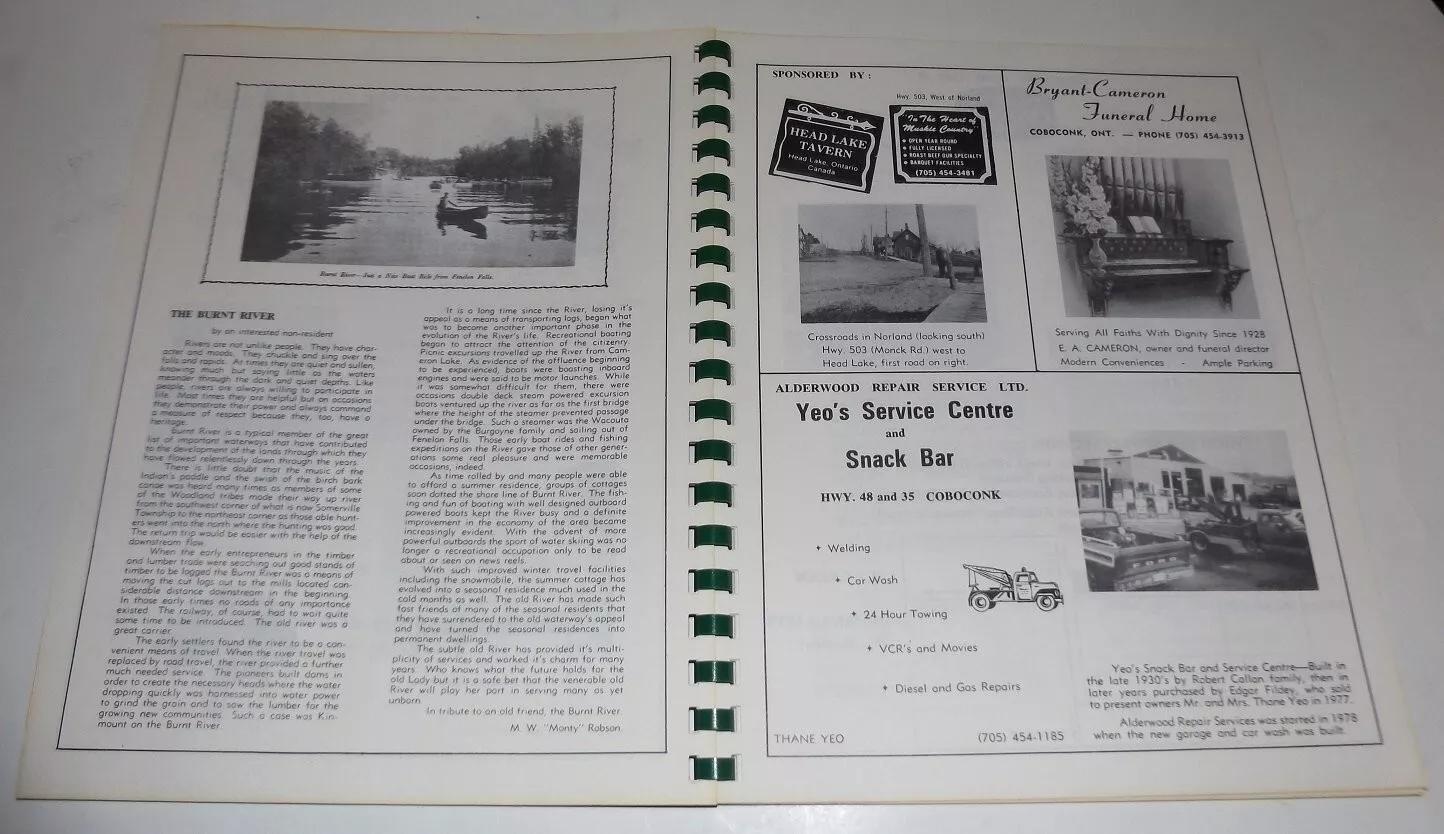 Burnt River—Just a Nice Boat Ride from Fenelon Falls.
THE BURNT RIVER
by an interested non-resident
Rivers are not unlike people. They have char-
acter and moods. They chuckle and sing over the
falls and rapids. At times they are quiet and sullen,
knowing much but saying little as the waters
meander through the dark and quiet depths. Like
people, rivers are always willing to participate in
life. Most times they are helpful but on occasions
they demonstrate their power and always command
a measure of respect because they, too, have a
heritage.
Burnt River is a typical member of the great
list of important waterways that have contributed
to the development of the lands through which they
have flowed relentlessly down through the years.
There is little doubt that the music of the
Indian's paddle and the swish of the birch bark
canoe was heard many times as members of some
of the Woodland tribes made their way up river
from the southwest corner of what is now Somerville
Township to the northeast corner as those able hunt-
ers went into the north where the hunting was good.
The return trip would be easier with the help of the
downstream flow.
When the early entrepreneurs in the timber
and lumber trade were seaching out good stands of
timber to be logged the Burnt River was a means of
moving the cut logs out to the mills located con-
siderable distance downstream in the beginning.
In those early times no roads of any importance
existed. The railway, of course, had to wait quite
some time to be introduced. The old river was a
great carrier.
The early settlers found the river to be a con-
venient means of travel. When the river travel was
replaced by road travel, the river provided a further
much needed service. The pioneers built dams in
order to create the necessary heads where the water
dropping quickly was harnessed into water power
to grind the grain and to saw the lumber for the
growing new communities. Such a case was Kin-
mount on the Burnt River.
It is a long time since the River, losing it's
appeal as a means of transporting logs, began what
was to become another important phase in the
evolution of the River's life. Recreational boating
began to attract the attention of the citizenry.
Picnic excursions travelled up the River from Cam-
eron Lake. As evidence of the affluence beginning
to be experienced, boats were boasting inboard
engines and were said to be motor launches. While
it was somewhat difficult for them, there were
occasions double deck steam powered excursion
boats ventured up the river as far as the first bridge
where the height of the steamer prevented passage
under the bridge. Such a steamer was the Wacouta
owned by the Burgoyne family and sailing out of
Fenelon Falls. Those early boat rides and fishing
expeditions on the River gave those of other gener-
ations some real pleasure and were memorable
occasions, indeed.
As time rolled by and many people were able
to afford a summer residence, groups of cottages
soon dotted the shore line of Burnt River. The fish-
ing and fun of boating with well designed outboard
powered boats kept the River busy and a definite
improvement in the economy of the area became
increasingly evident. With the advent of more
powerful outboards the sport of water skiing was no
longer a recreational occupation only to be read
about or seen on news reels.
With such improved winter travel facilities
including the snowmobile, the summer cottage has
evolved into a seasonal residence much used in the
cold months as well. The old River has made such
fast friends of many of the seasonal residents that
they have surrendered to the old waterway's appeal
and have turned the seasonal residences into
permanent dwellings.
The subtle old River has provided it's multi-
plicity of services and worked it's charm for many
years. Who knows what the future holds for the
old Lady but it is a safe bet that the venerable old
River will play her part in serving many as yet
unborn.
In tribute to an old friend, the Burnt River.
M. W. "Monty" Robson.
SPONSORED BY:
Hwy. 503, West of Norland
HEAD LAKE
TAVERN
Head Lake, Ontario
Canada
"In The Heart of
Muskie Country"
• OPEN YEAR ROUND
• FULLY LICENSED
• ROAST BEEF OUR SPECIALTY
• BANQUET FACILITIES
(705) 454-3481
Crossroads in Norland (looking south)
Hwy. 503 (Monck Rd.) west to
Head Lake, first road on right.
Bryant-Cameron
Funeral Home
COBOCONK, ONT. — PHONE (705) 454-3913
Serving All Faiths With Dignity Since 1928
E. A. CAMERON, owner and funeral director
Modern Conveniences - Ample Parking
ALDERWOOD REPAIR SERVICE LTD.
Yeo's Service Centre
and
Snack Bar
HWY. 48 and 35 COBOCONK
✦ Welding
✦ Car Wash
✦ 24 Hour Towing
✦ VCR's and Movies
✦ Diesel and Gas Repairs
THANE YEO (705) 454-1185
FORD
Yeo's Snack Bar and Service Centre—Built in
the late 1930's by Robert Callan family, then in
later years purchased by Edgar Fildey, who sold
to present owners Mr. and Mrs. Thane Yeo in 1977.
Alderwood Repair Services was started in 1978
when the new garage and car wash was built.